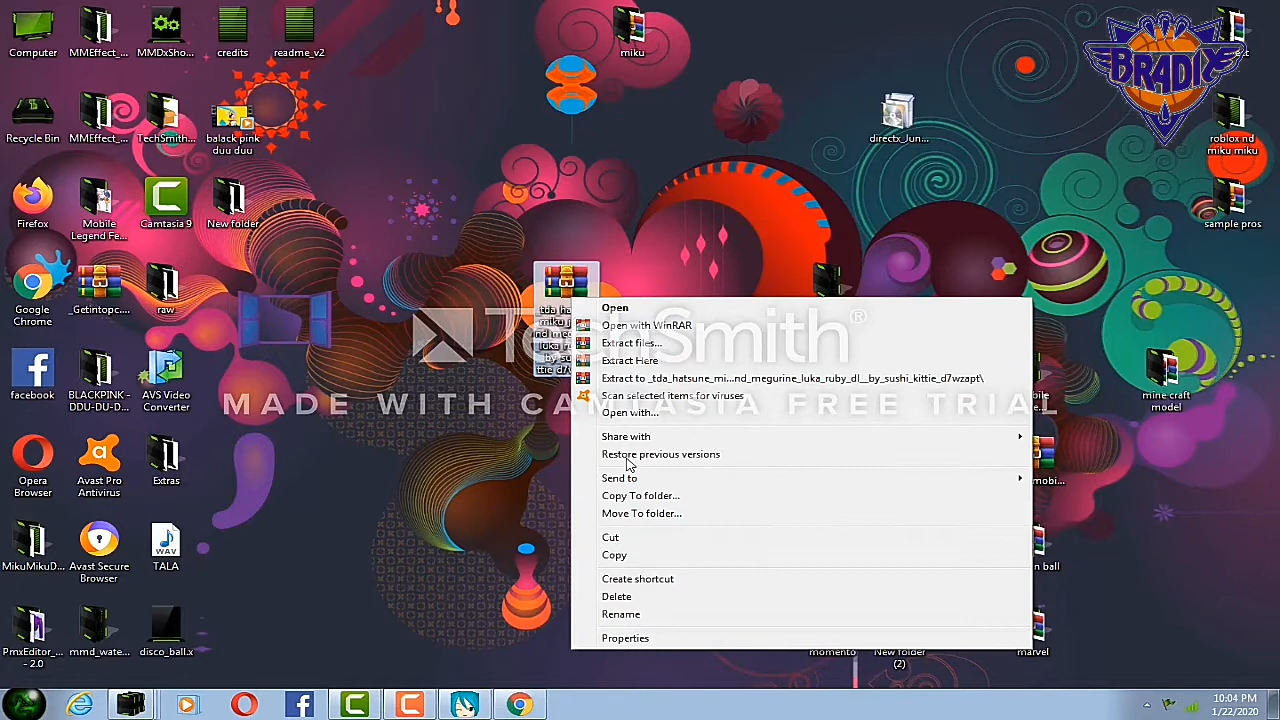 Computer
MMEffect_...
MMDxSho...
credits
readme_v2
miku
BRADIX
Recycle Bin
MMEffect_...
TechSmith...
balack pink
duu duu
directx_Jun...
roblox nd
miku miku
Firefox
Mobile
Legend Fe...
Camtasia 9
New folder
sample pros
Google
Chrome
_Getintopc....
raw
facebook
BLACKPINK -
DDU-DU-D...
AVS Video
Converter
mine craft
model
Opera
Browser
Avast Pro
Antivirus
Extras
MikuMikuD...
Avast Secure
Browser
TALA
PmxEditor_...
- 2.0
mmd_wate...
disco_ball.x
momento
New folder
(2)
marvel
TechSmith®
MADE WITH CAMTASIA FREE TRIAL
Open
Open with WinRAR
Extract files...
Extract Here
Extract to _tda_hatsune_mi...nd_megurine_luka_ruby_dl__by_sushi_kittie_d7wzapt\
Scan selected items for viruses
Open with...
Share with
Restore previous versions
Send to
Copy To folder...
Move To folder...
Cut
Copy
Create shortcut
Delete
Rename
Properties
10:04 PM
1/22/2020